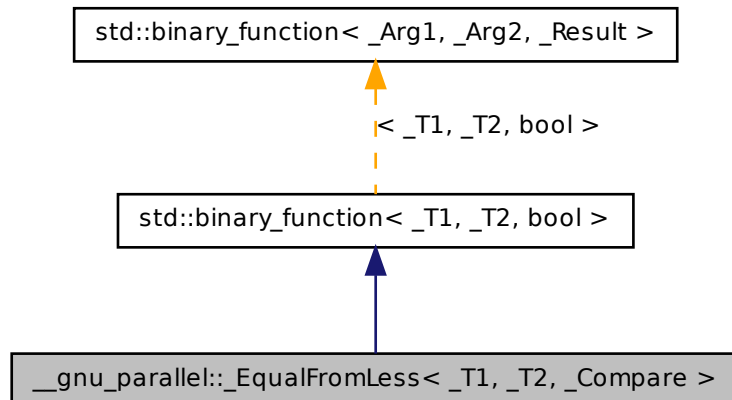 std::binary_function< _Arg1, _Arg2, _Result >
< _T1, _T2, bool >
std::binary_function< _T1, _T2, bool >
__gnu_parallel::_EqualFromLess< _T1, _T2, _Compare >